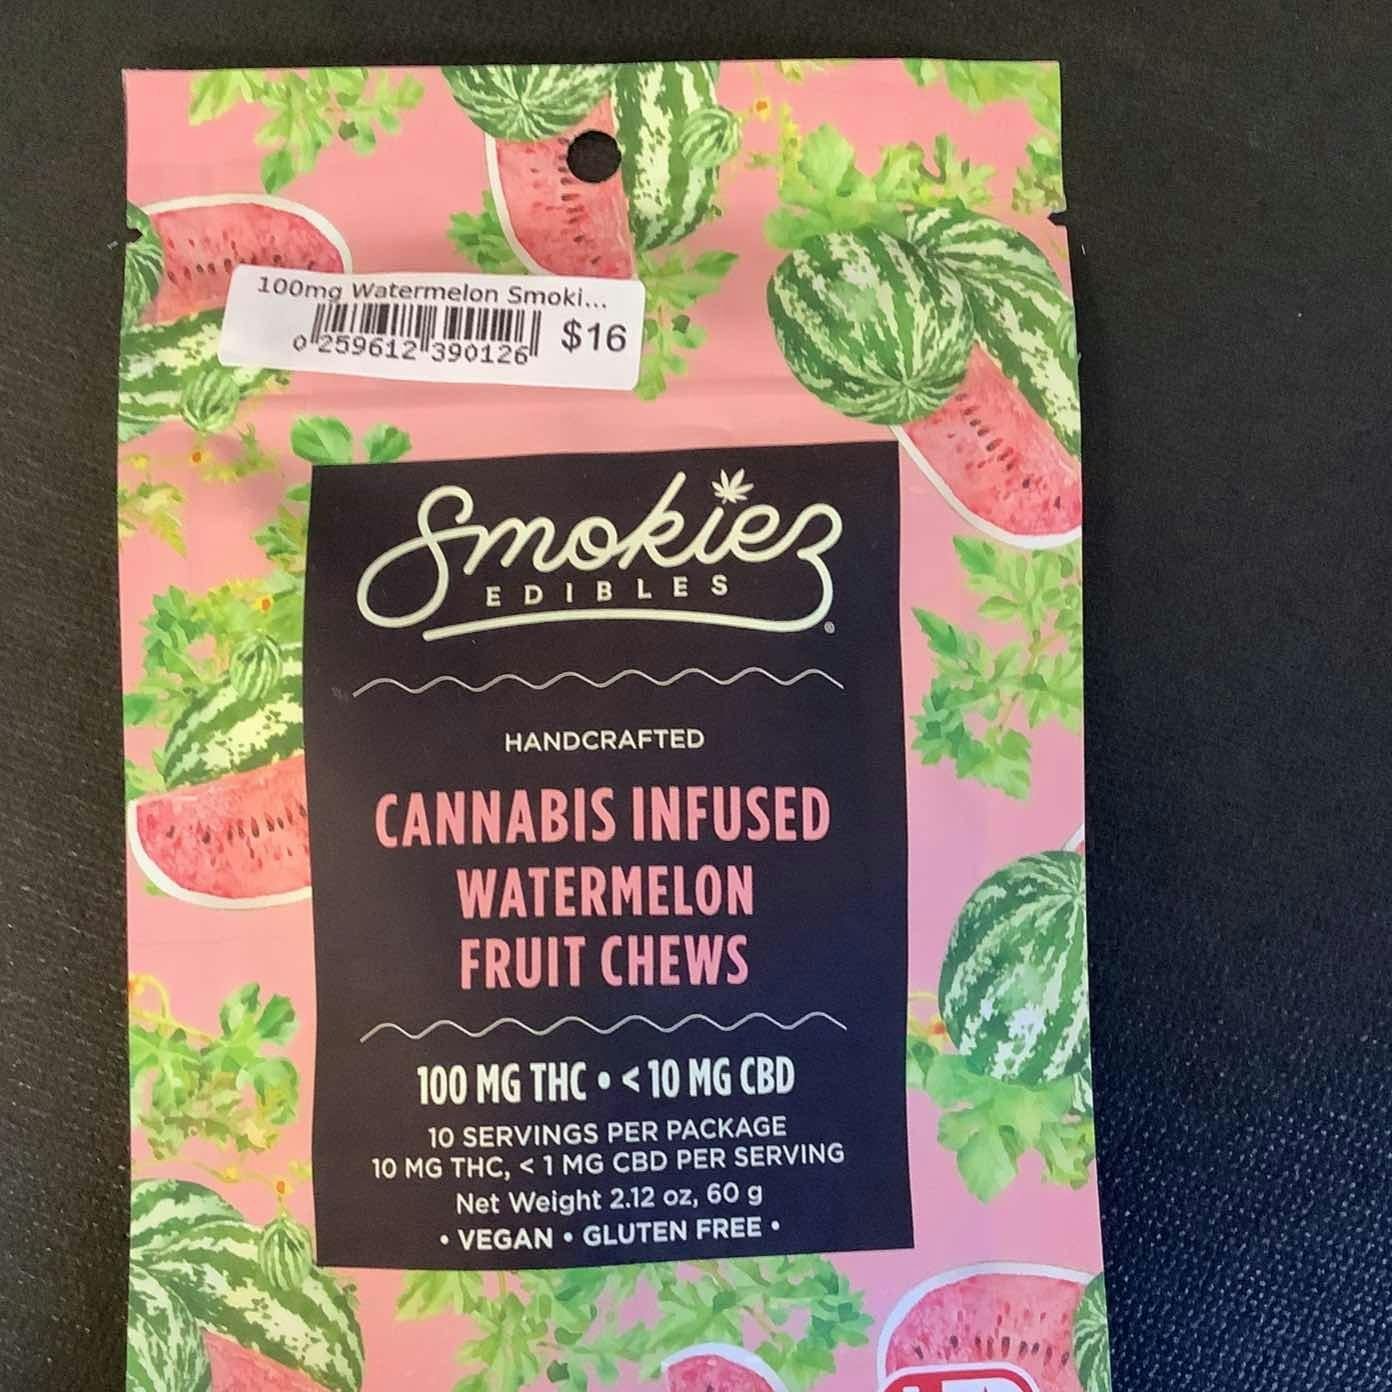 100mg Watermelon Smoki...
0 259612 390126 $16
Smokiez
EDIBLES
®
HANDCRAFTED
CANNABIS INFUSED
WATERMELON
FRUIT CHEWS
100 MG THC • < 10 MG CBD
10 SERVINGS PER PACKAGE
10 MG THC, < 1 MG CBD PER SERVING
Net Weight 2.12 oz, 60 g
• VEGAN • GLUTEN FREE •